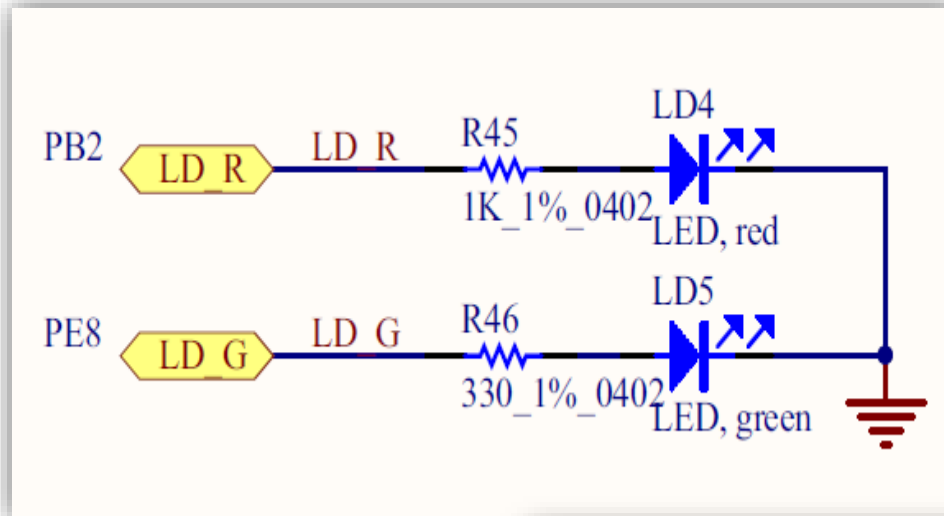 LD4
PB2
LD_R
LD_R
R45
1K_1%_0402
LED, red
LD5
PE8
LD_G
LD_G
R46
330_1%_0402
LED, green